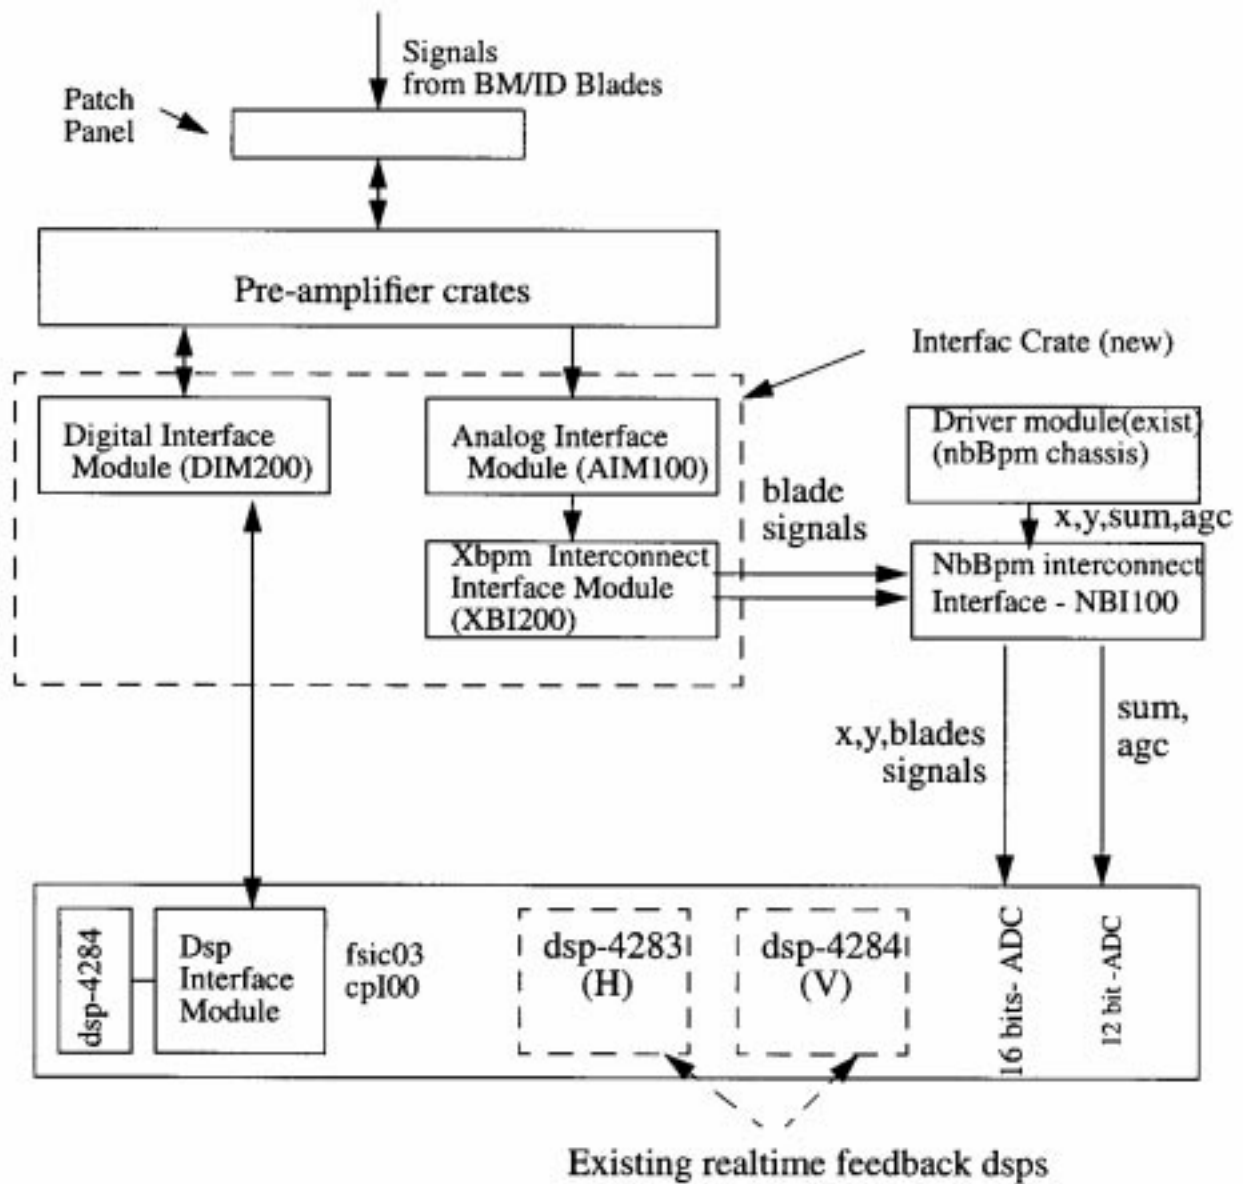 Signals
from BM/ID Blades
Patch
Panel
Pre-amplifier crates
Interfac Crate (new)
Digital Interface
Module (DIM200)
Analog Interface
Module (AIM100)
Driver module(exist)
(nbBpm chassis)
blade
signals
x,y,sum,agc
Xbpm Interconnect
Interface Module
(XBI200)
NbBpm interconnect
Interface - NBI100
x,y,blades
signals
sum,
agc
dsp-4284
Dsp
Interface
Module
fsic03
cpl00
dsp-4283
(H)
dsp-4284
(V)
16 bits- ADC
12 bit -ADC
Existing realtime feedback dsps